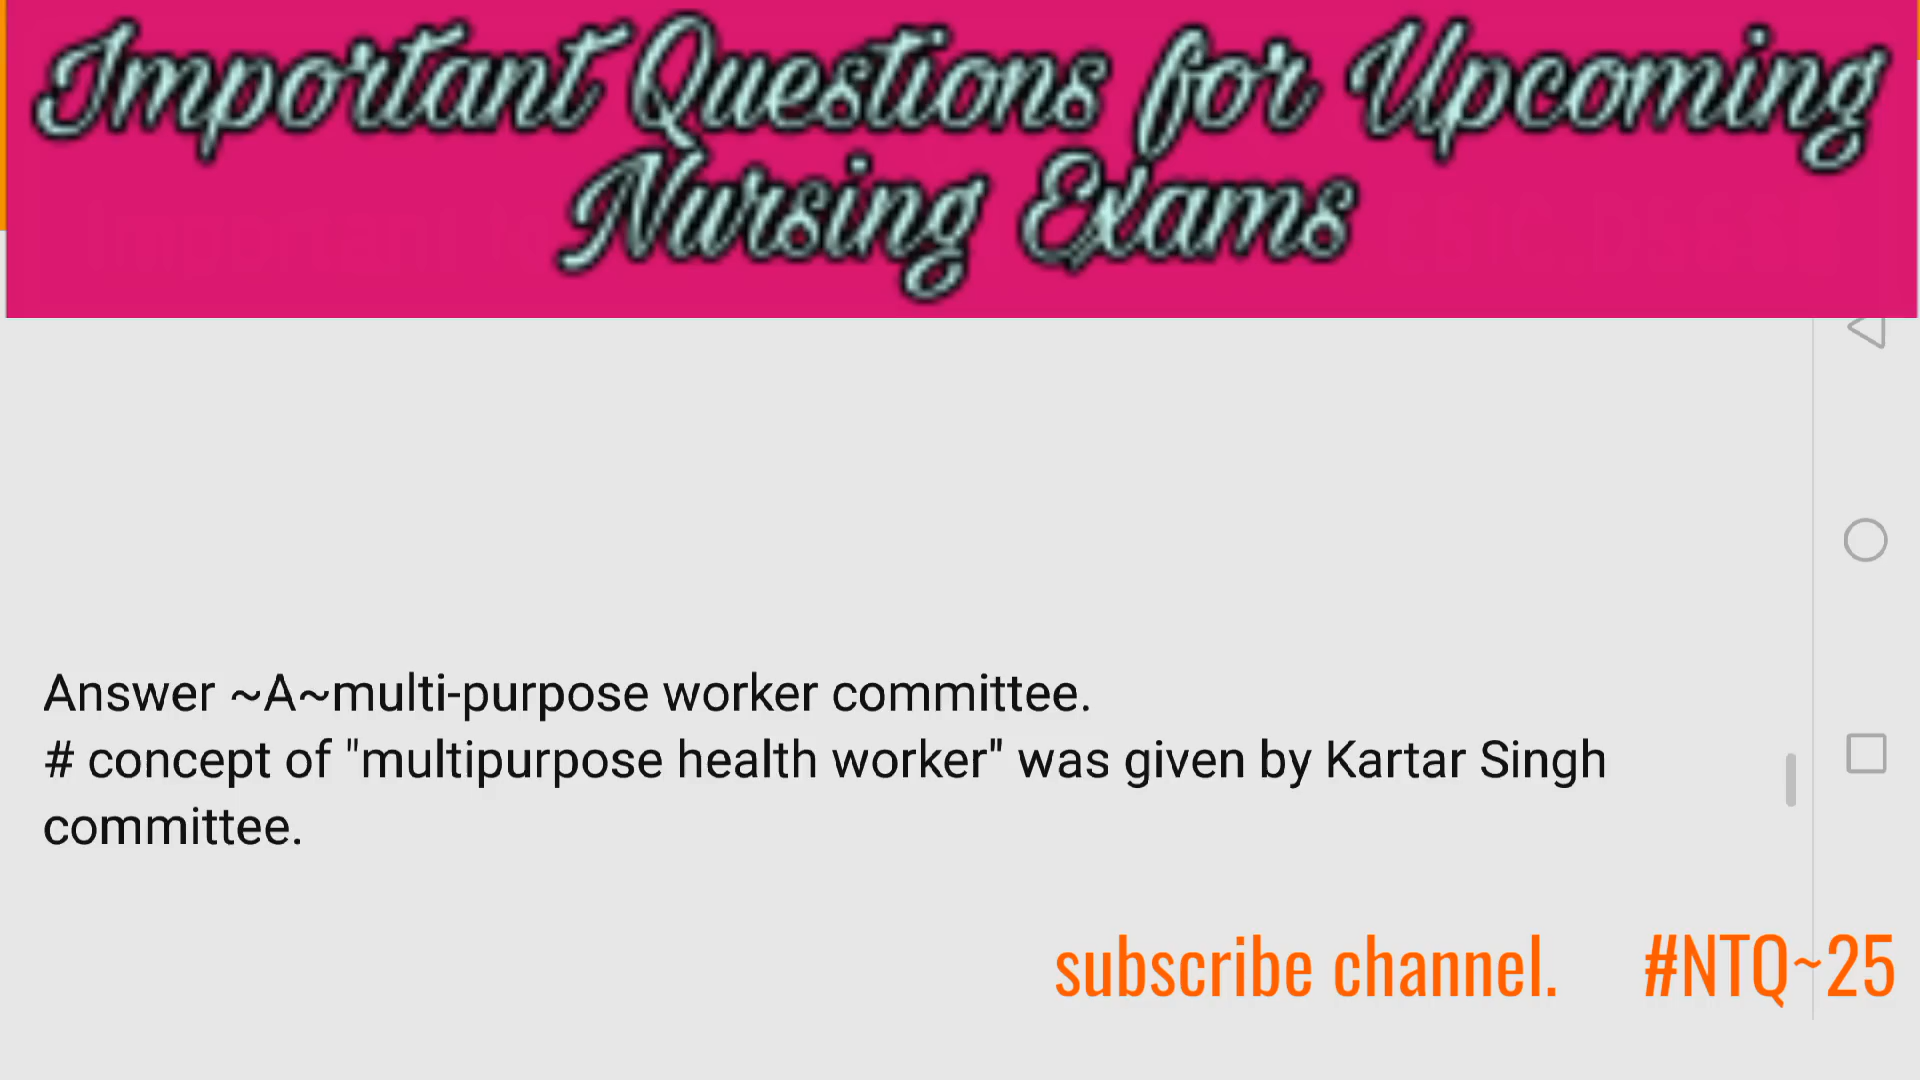 Important Questions for Upcoming
Nursing Exams
Answer ~A~multi-purpose worker committee.
# concept of "multipurpose health worker" was given by Kartar Singh
committee.
subscribe channel. #NTQ~25